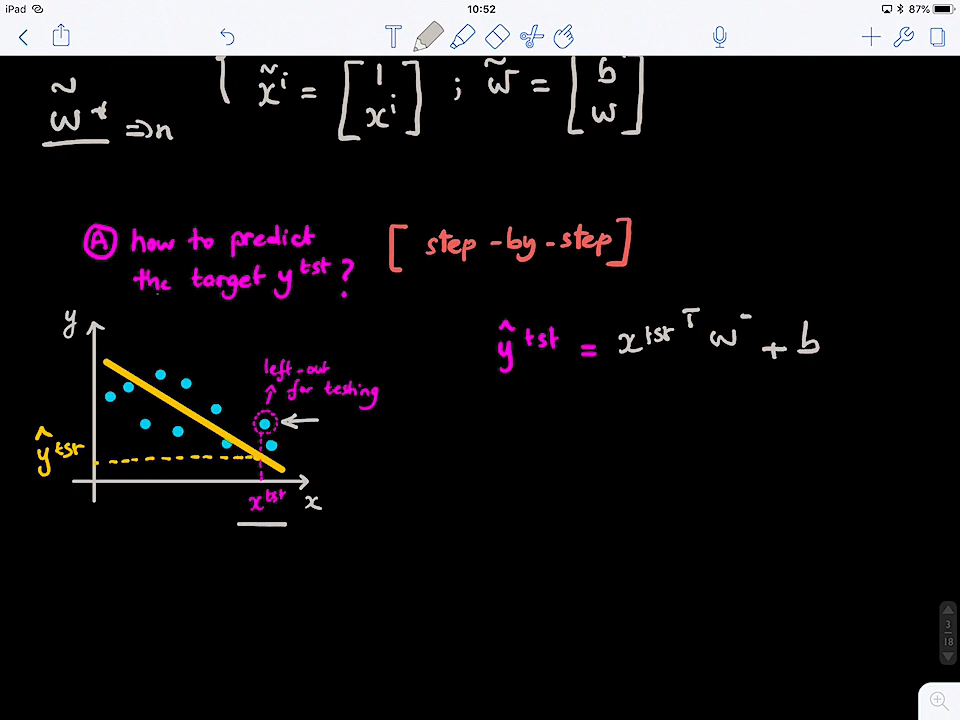 iPad 10:52 87%
T
x̃ⁱ = [1 xⁱ] ; w̃ = [b w]
w̃* => n
Ⓐ how to predict [step-by-step]
the target yᵗˢᵗ?
ŷᵗˢᵗ = xᵗˢᵗ ᵀ w⁻ + b
y
left-out
for testing
ŷᵗˢᵗ
xᵗˢᵗ x
3
18